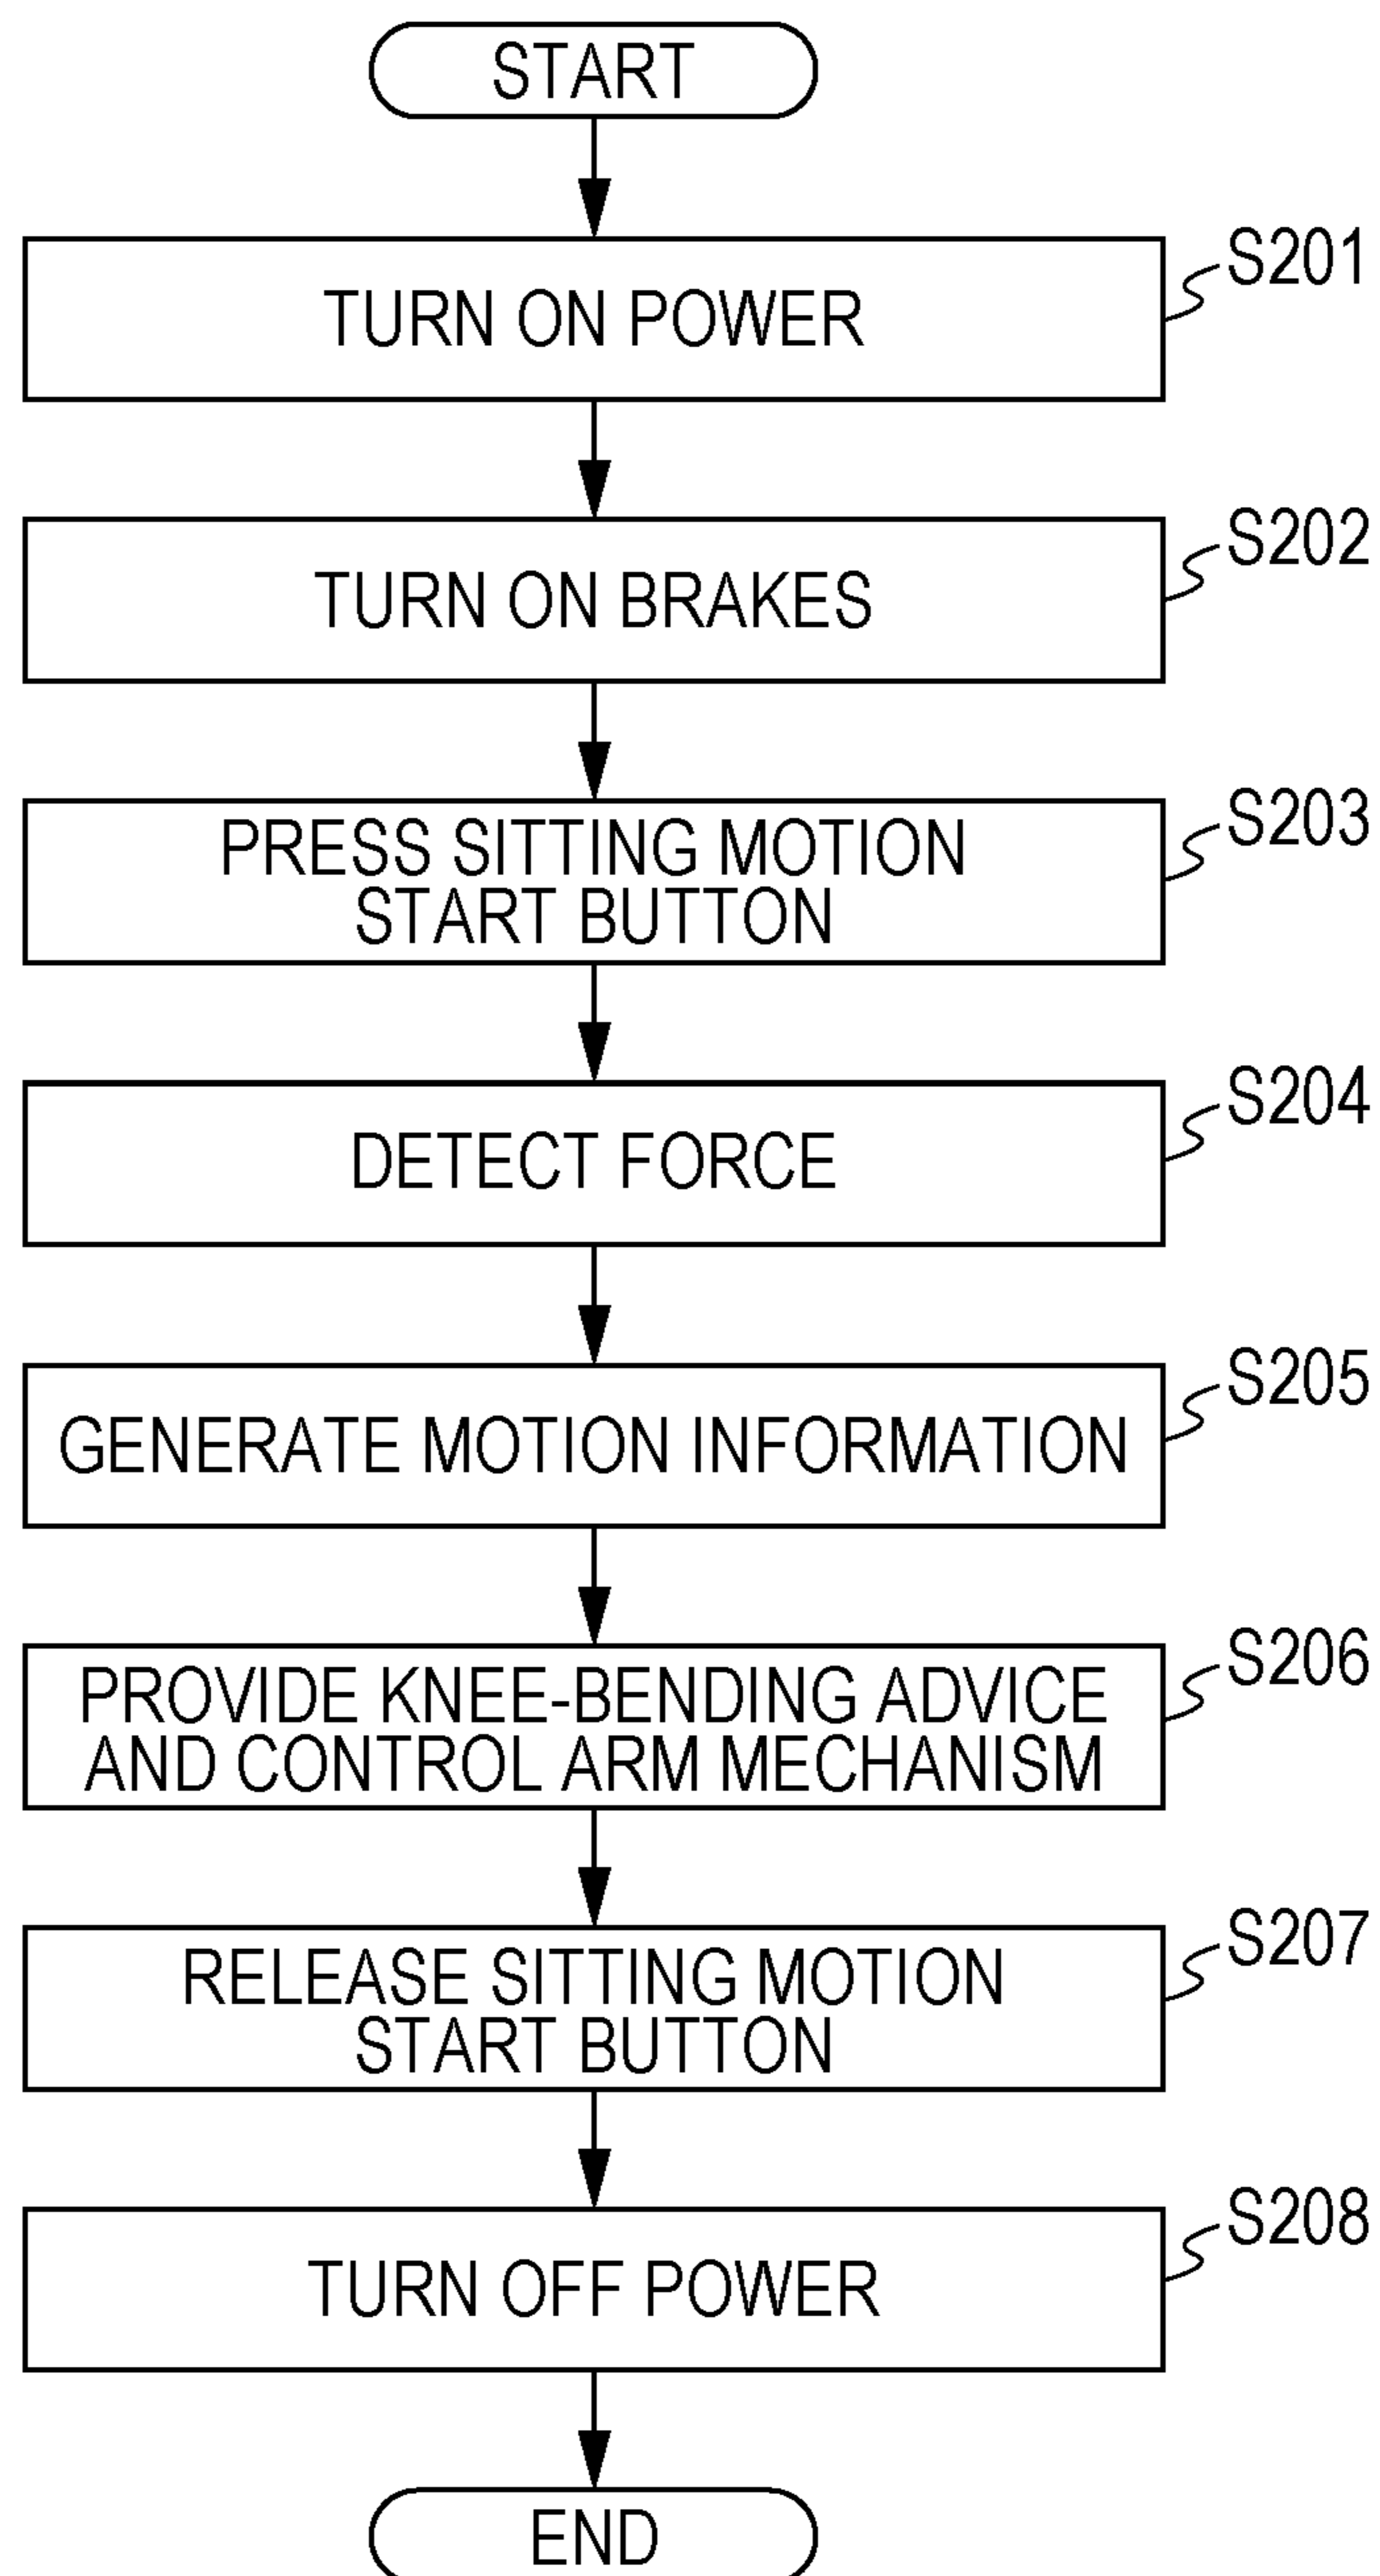 START
S201
TURN ON POWER
S202
TURN ON BRAKES
S203
PRESS SITTING MOTION
START BUTTON
S204
DETECT FORCE
S205
GENERATE MOTION INFORMATION
S206
PROVIDE KNEE-BENDING ADVICE
AND CONTROL ARM MECHANISM
S207
RELEASE SITTING MOTION
START BUTTON
S208
TURN OFF POWER
END